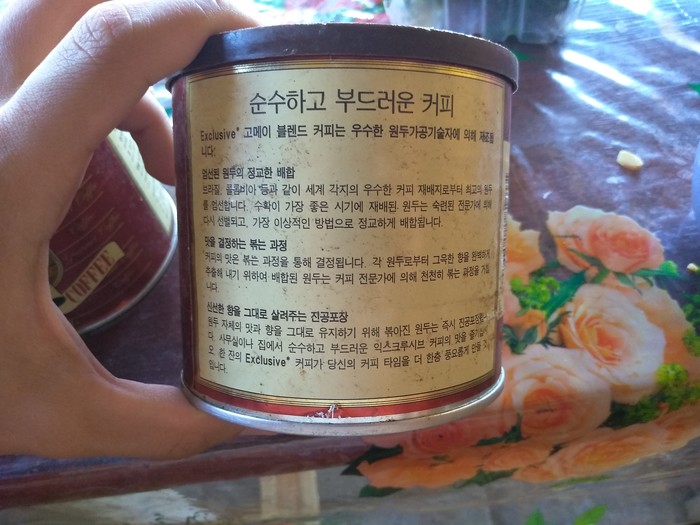 순수하고 부드러운 커피
Exclusive* 고메이 블렌드 커피는 우수한 원두가공기술자에 의해 제조됩
니다.
엄선된 원두의 정교한 배합
브라질, 콜롬비아 등과 같이 세계 각지의 우수한 커피 재배지로부터 최고의 원두
를 엄선합니다. 수확이 가장 좋은 시기에 재배된 원두는 숙련된 전문가에 의해
다시 선별되고, 가장 이상적인 방법으로 정교하게 배합됩니다.
맛을 결정하는 볶는 과정
커피의 맛은 볶는 과정을 통해 결정됩니다. 각 원두로부터 그윽한 향을 완벽하게
추출해 내기 위하여 배합된 원두는 커피 전문가에 의해 천천히 볶는 과정을 거칩
니다.
신선한 향을 그대로 살려주는 진공포장
원두 자체의 맛과 향을 그대로 유지하기 위해 볶아진 원두는 즉시
다. 사무실이나 집에서 순수하고 부드러운 익스크루시브 커피의 맛을
오. 한 잔의 Exclusive* 커피가 당신의 커피 타임을 더 한층 풍요롭게 만들
입니다.
COFFEE